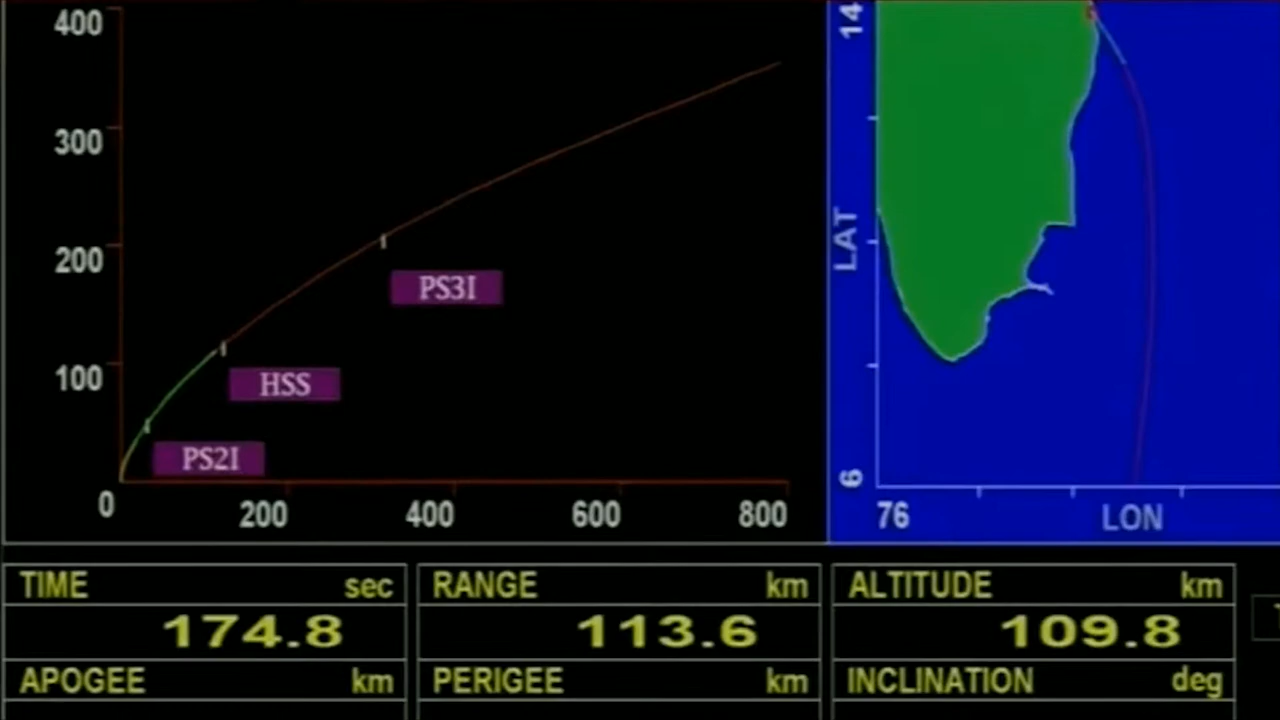 400
300
200
100
0
200
400
600
800
PS3I
HSS
PS2I
14
LAT
6
76
LON
TIME sec
174.8
RANGE km
113.6
ALTITUDE km
109.8
APOGEE km
PERIGEE km
INCLINATION deg